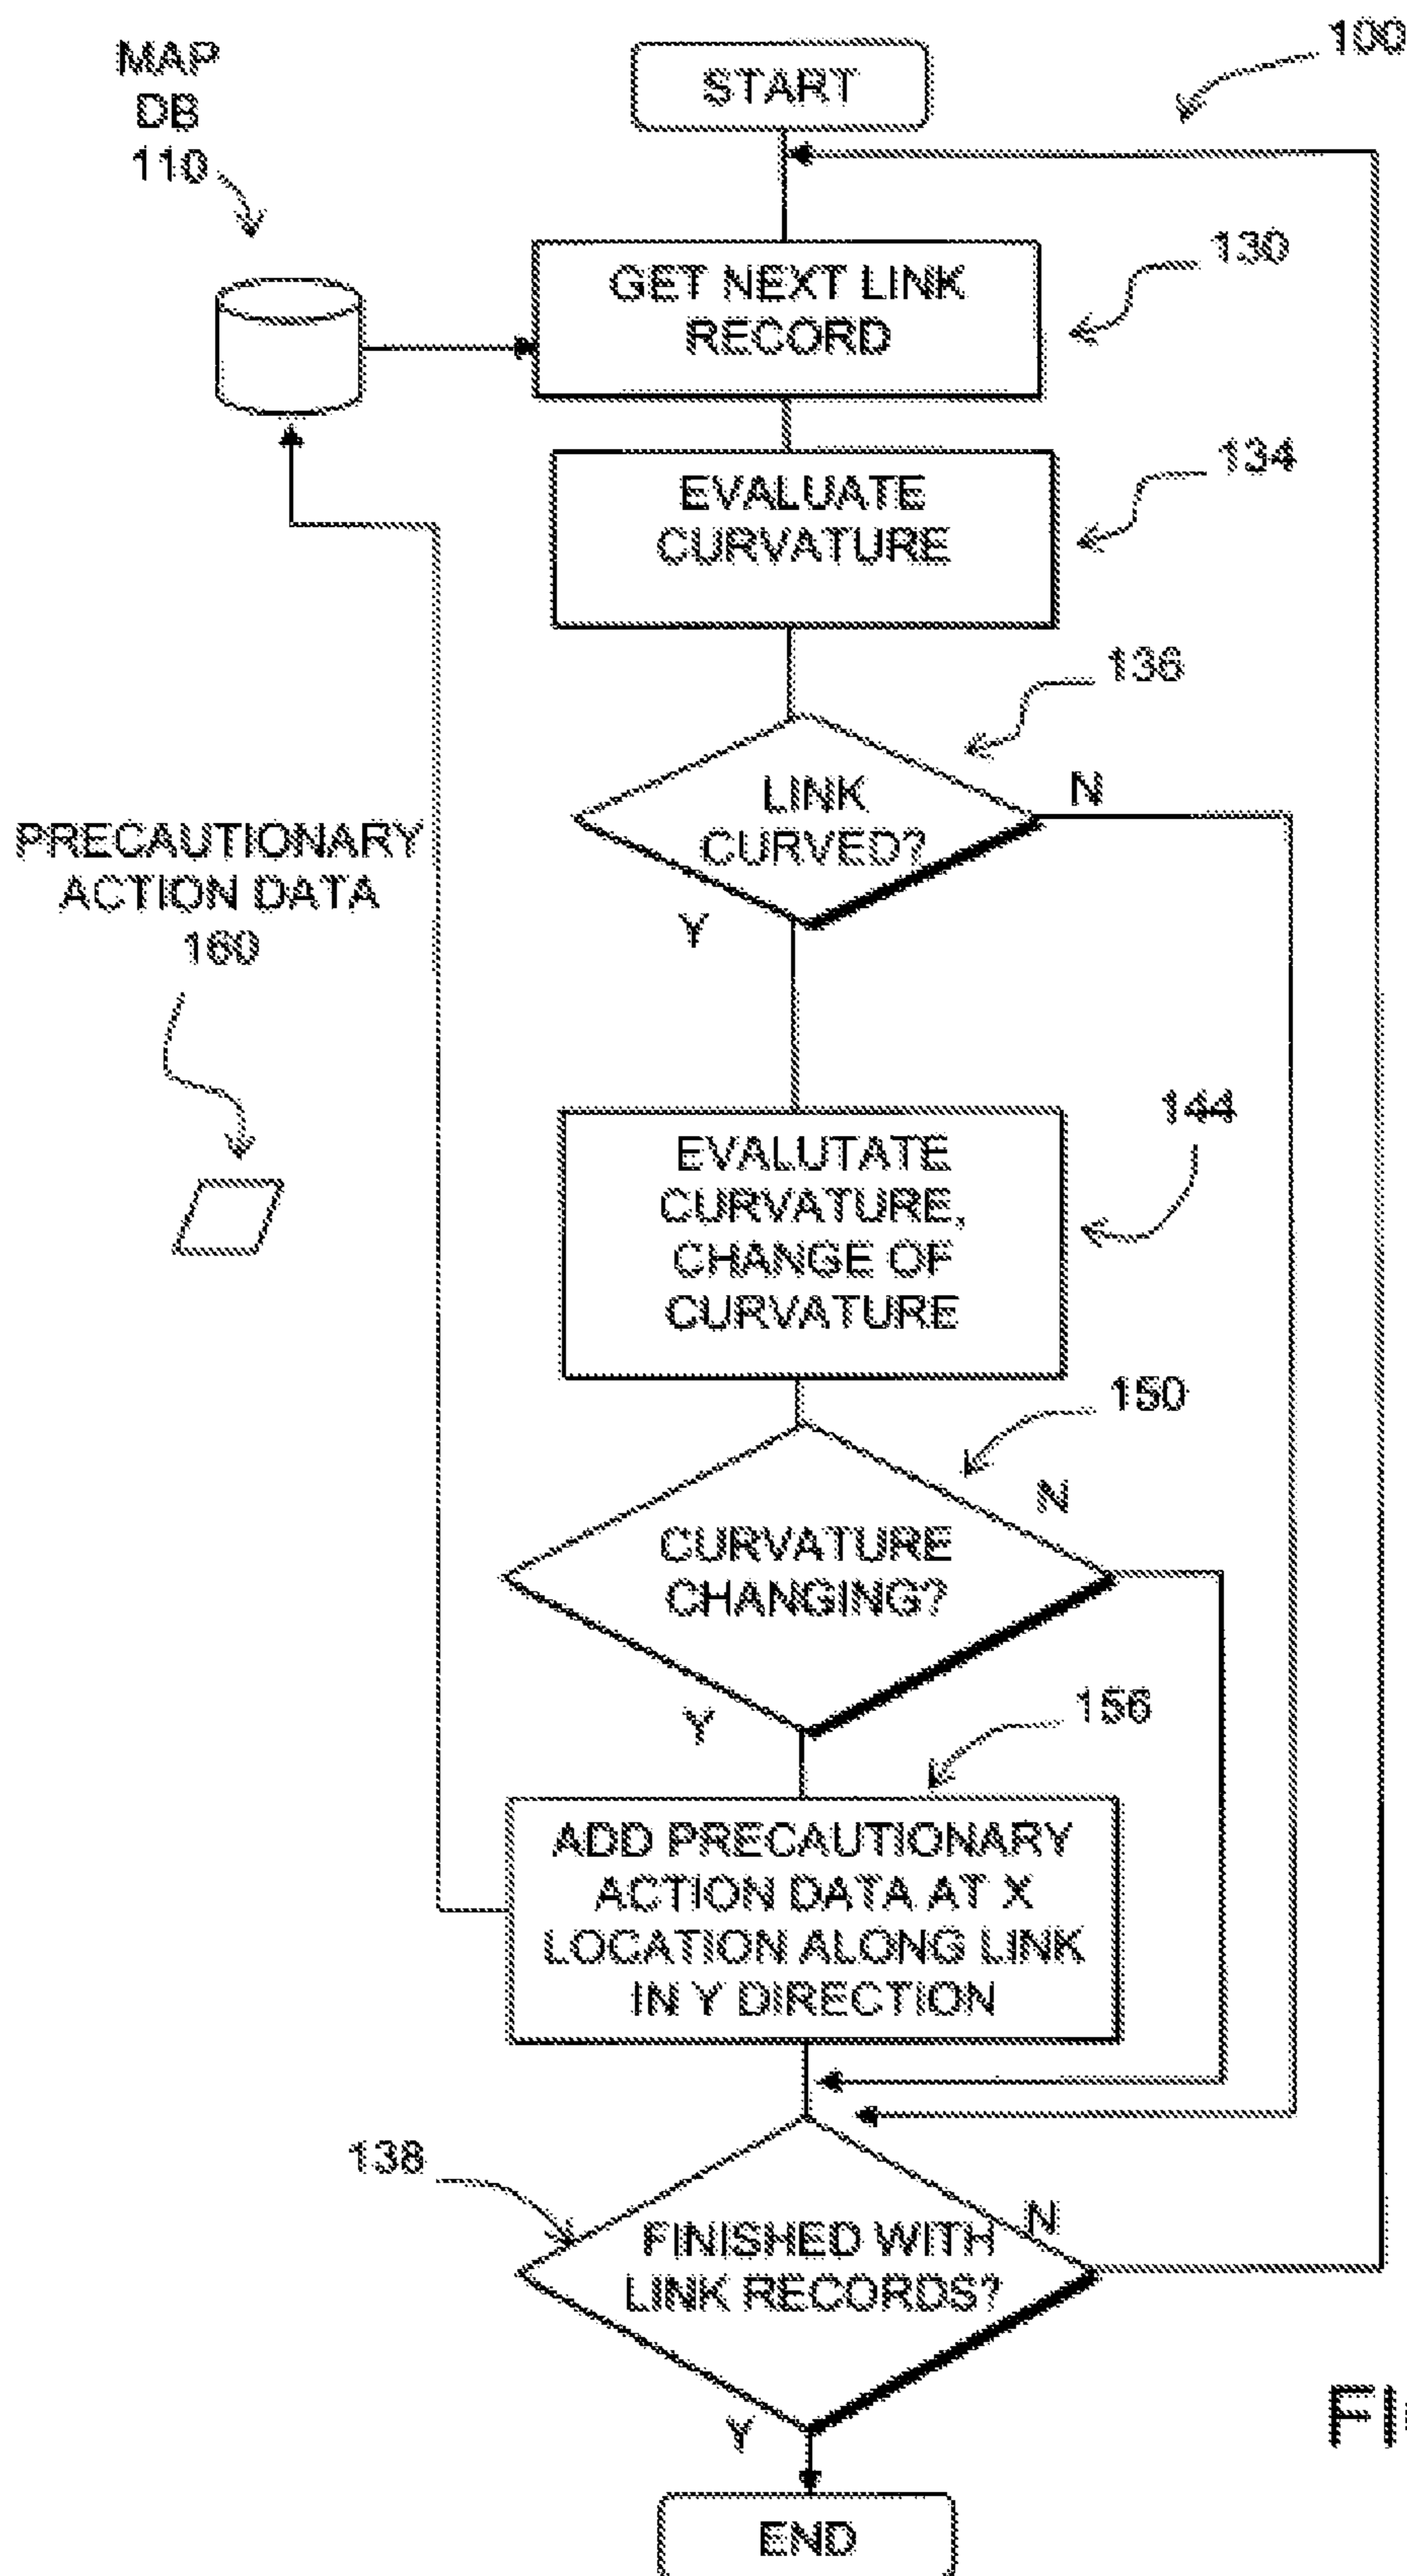 100
MAP
DB
110
START
130
GET NEXT LINK
RECORD
134
EVALUATE
CURVATURE
136
LINK
CURVED?
N
Y
PRECAUTIONARY
ACTION DATA
160
144
EVALUTATE
CURVATURE,
CHANGE OF
CURVATURE
150
CURVATURE
CHANGING?
N
Y
156
ADD PRECAUTIONARY
ACTION DATA AT X
LOCATION ALONG LINK
IN Y DIRECTION
138
FINISHED WITH
LINK RECORDS?
N
Y
END